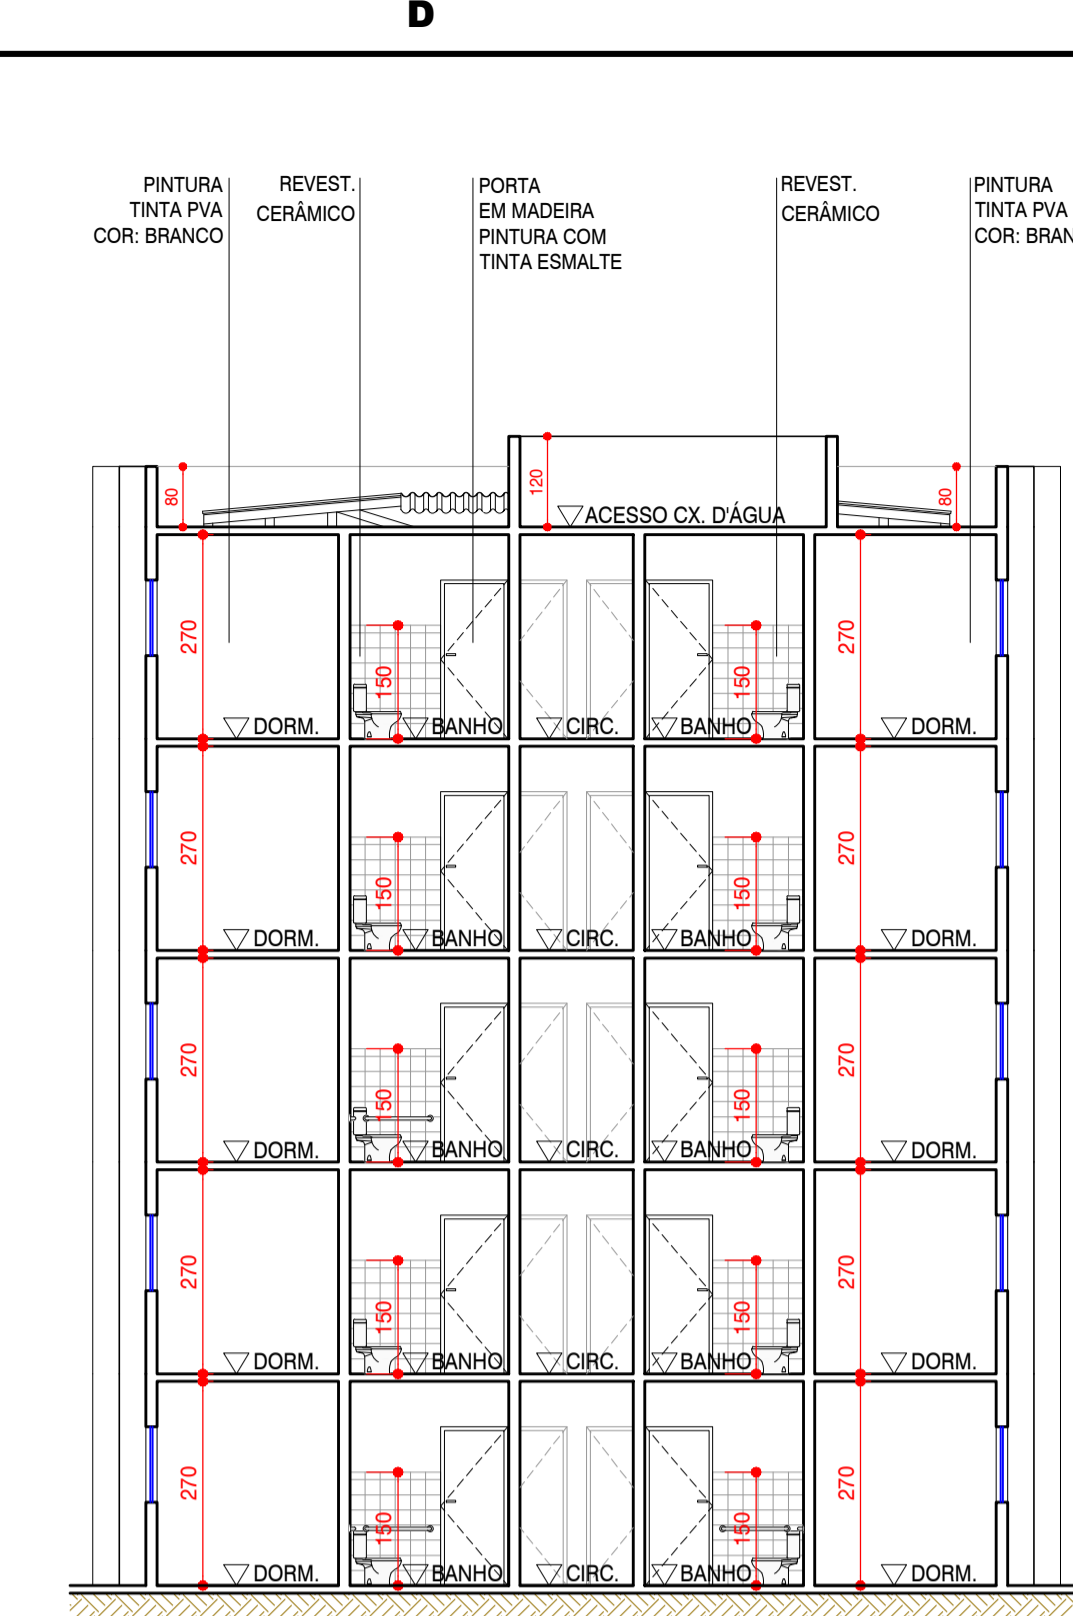 D
PINTURA
TINTA PVA
COR: BRANCO
REVEST.
CERÂMICO
PORTA
EM MADEIRA
PINTURA COM
TINTA ESMALTE
REVEST.
CERÂMICO
PINTURA
TINTA PVA
COR: BRAN
80
120
ACESSO CX. D'ÁGUA
80
270
150
150
270
DORM.
BANHO
CIRC.
BANHO
DORM.
270
150
150
270
DORM.
BANHO
CIRC.
BANHO
DORM.
270
150
150
270
DORM.
BANHO
CIRC.
BANHO
DORM.
270
150
150
270
DORM.
BANHO
CIRC.
BANHO
DORM.
270
150
150
270
DORM.
BANHO
CIRC.
BANHO
DORM.